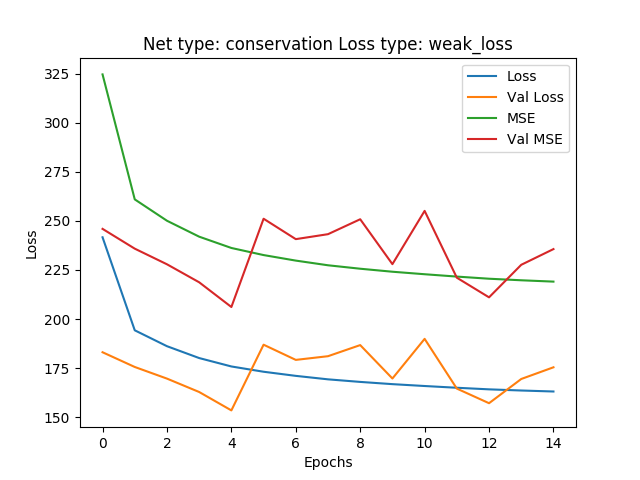 Net type: conservation Loss type: weak_loss
Loss
Val Loss
MSE
Val MSE
325
300
275
250
225
200
175
150
Loss
0
2
4
6
8
10
12
14
Epochs